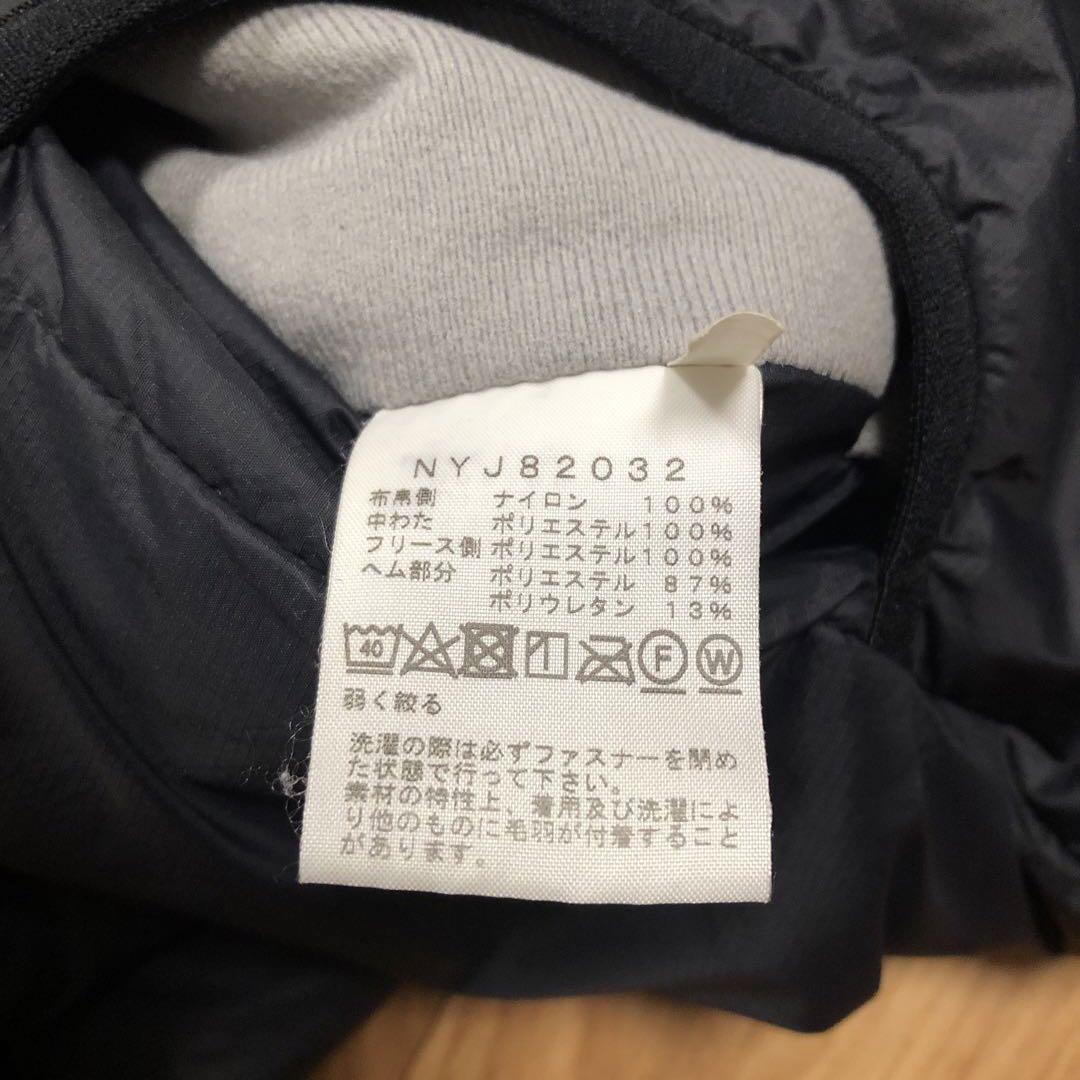 NYJ82032
布帛側 ナイロン 100%
中わた ポリエステル100%
フリース側 ポリエステル100%
ヘム部分 ポリエステル 87%
ポリウレタン 13%
40 F W
弱く絞る
洗濯の際は必ずファスナーを閉め
た状態で行って下さい。
素材の特性上、着用及び洗濯によ
り他のものに毛羽が付着すること
があります。